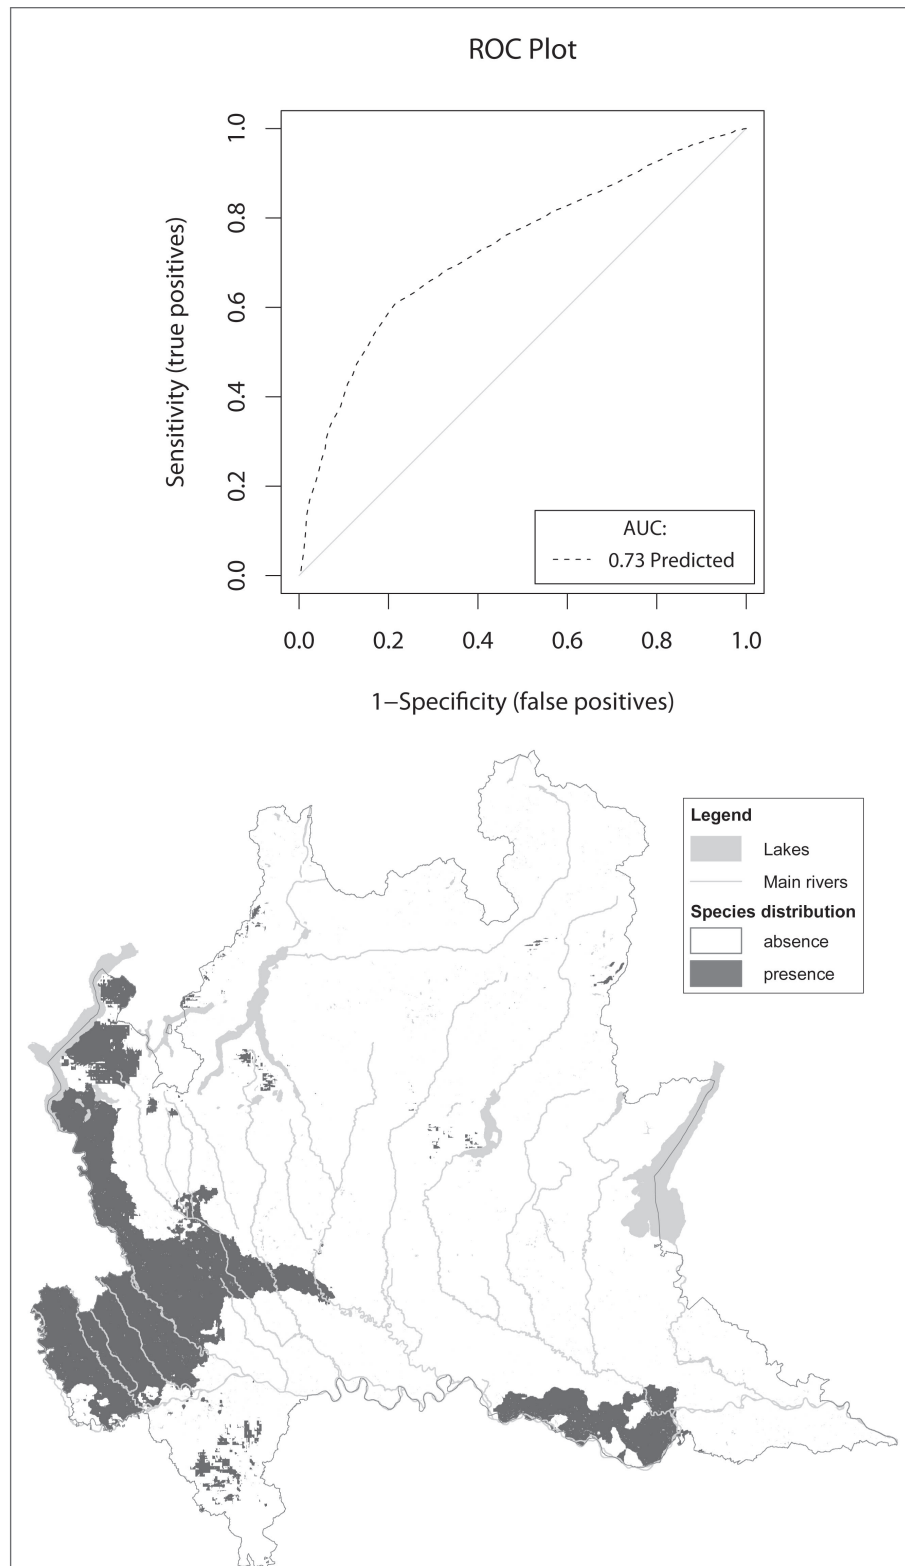 ROC Plot
1.0
0.8
0.6
0.4
0.2
0.0
Sensitivity (true positives)
AUC:
0.73 Predicted
0.0 0.2 0.4 0.6 0.8 1.0
1−Specificity (false positives)
Legend
Lakes
Main rivers
Species distribution
absence
presence